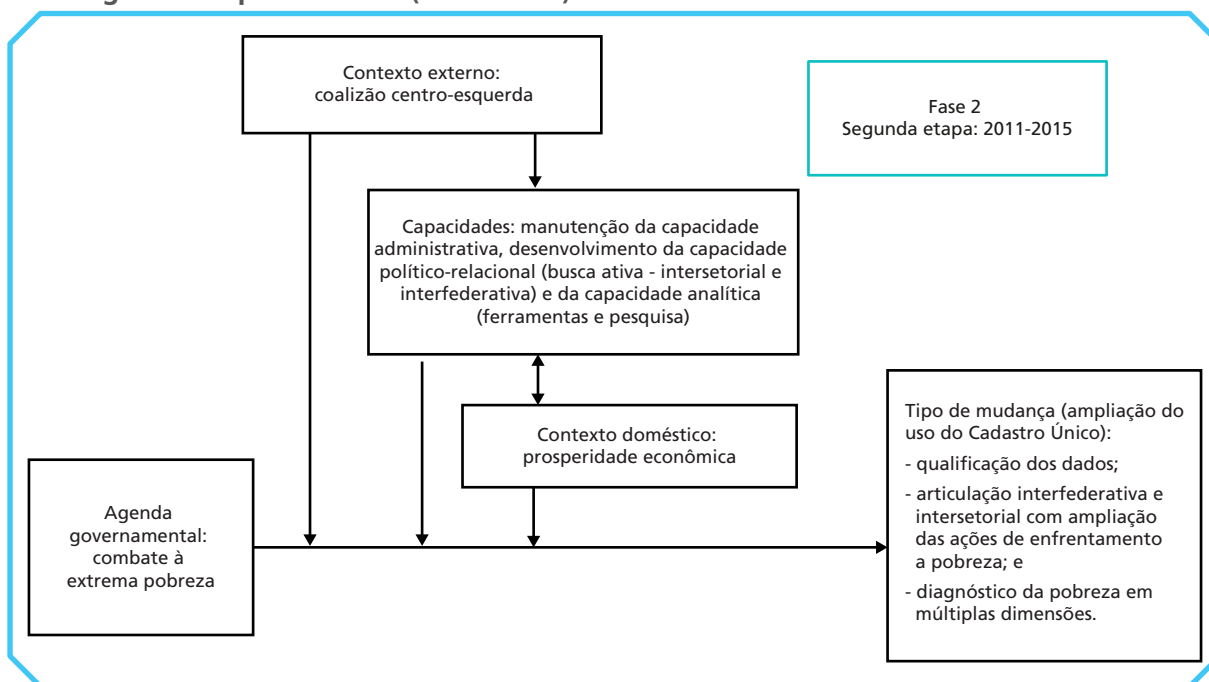 Contexto externo:
coalizão centro-esquerda
Fase 2
Segunda etapa: 2011-2015
Capacidades: manutenção da capacidade
administrativa, desenvolvimento da capacidade
político-relacional (busca ativa - intersetorial e
interfederativa) e da capacidade analítica
(ferramentas e pesquisa)
Contexto doméstico:
prosperidade econômica
Agenda
governamental:
combate à
extrema pobreza
Tipo de mudança (ampliação do
uso do Cadastro Único):
- qualificação dos dados;
- articulação interfederativa e
intersetorial com ampliação
das ações de enfrentamento
a pobreza; e
- diagnóstico da pobreza em
múltiplas dimensões.